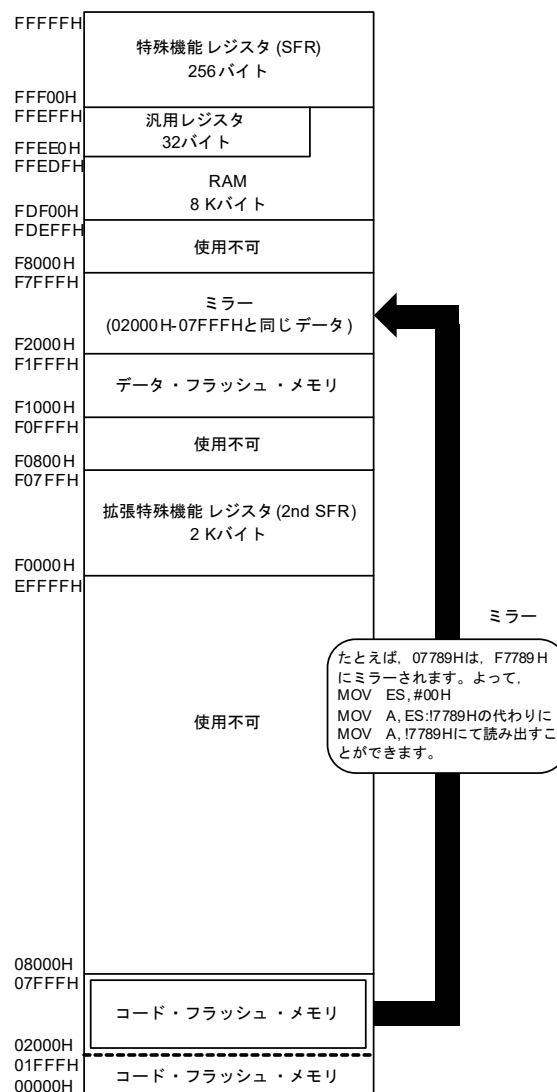 FFFFFH
特殊機能レジスタ(SFR)
256バイト
FFF00H
FFEFFH
汎用レジスタ
32バイト
FFEE0H
FFEDFH
RAM
8 Kバイト
FDF00H
FDEFFH
使用不可
F8000H
F7FFFH
ミラー
(02000H-07FFFHと同じデータ)
F2000H
F1FFFH
データ・フラッシュ・メモリ
F1000H
F0FFFH
使用不可
F0800H
F07FFH
拡張特殊機能レジスタ(2nd SFR)
2 Kバイト
F0000H
EFFFFH
ミラー
たとえば，07789Hは，F7789H
にミラーされます。よって，
MOV ES, #00H
MOV A, ES:!7789Hの代わりに
MOV A, !7789Hにて読み出すこ
とができます。
使用不可
08000H
07FFFH
コード・フラッシュ・メモリ
02000H
01FFFH
コード・フラッシュ・メモリ
00000H